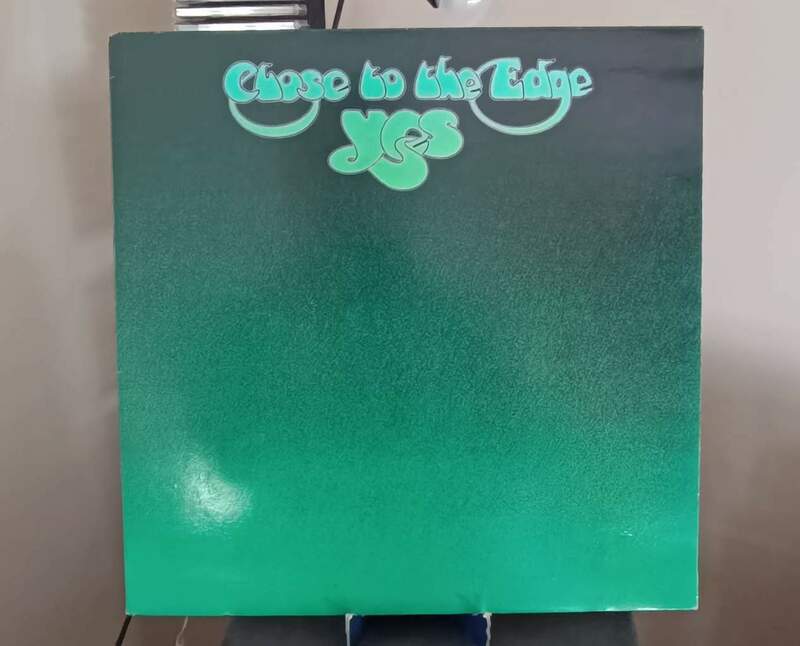 Close to the Edge
yes